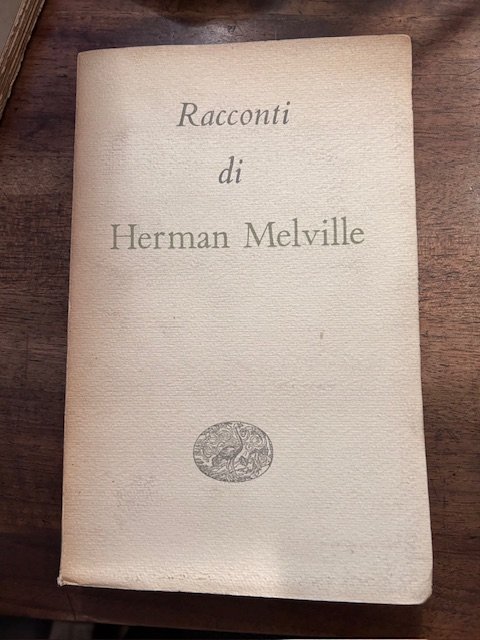 Racconti
di
Herman Melville